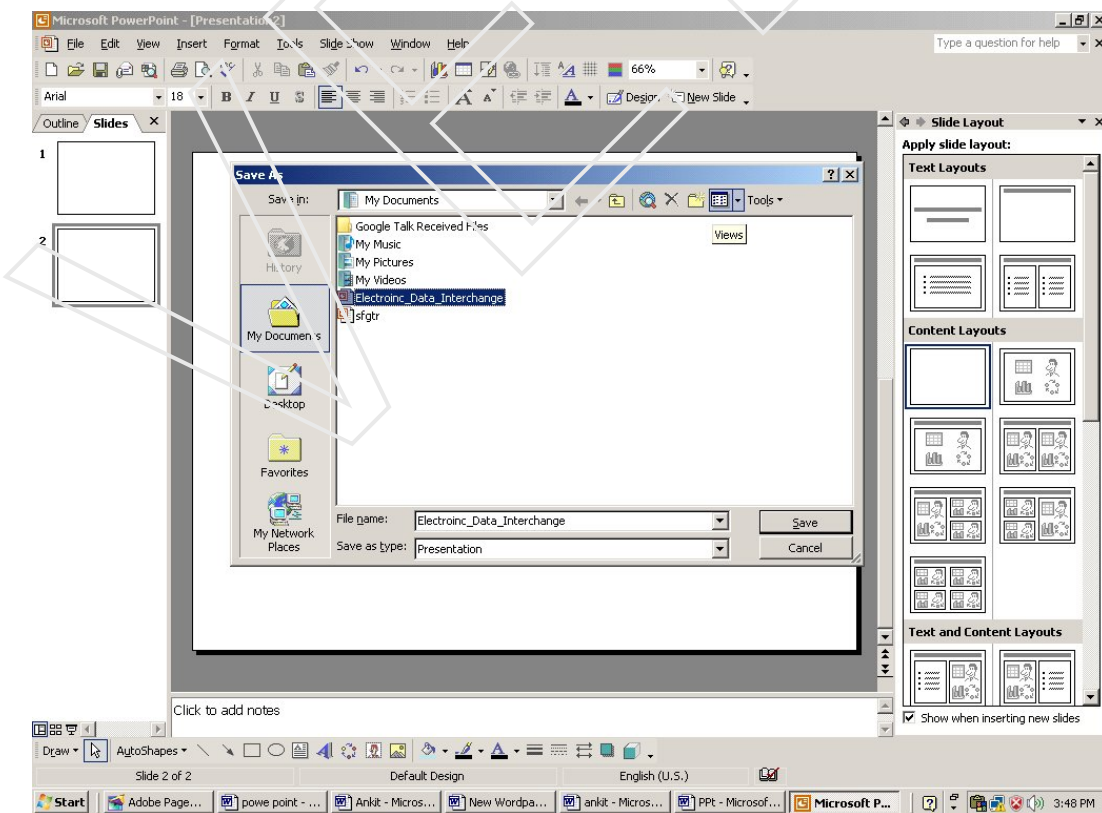 Microsoft PowerPoint - [Presentation2]
File Edit View Insert Format Tools Slide Show Window Help Type a question for help
66%
Arial 18 B I U S A A A Design New Slide
Outline Slides Slide Layout
Apply slide layout:
1
Text Layouts
Save As
Save in: My Documents Tools
Views
Google Talk Received Files
My Music
2
My Pictures
History
My Videos
Electroinc_Data_Interchange
sfgtr
Content Layouts
My Documents
Desktop
Favorites
File name: Electroinc_Data_Interchange Save
My Network
Places
Save as type: Presentation Cancel
Text and Content Layouts
Click to add notes
Show when inserting new slides
Draw AutoShapes A
Slide 2 of 2 Default Design English (U.S.)
Start Adobe Page... powe point - ... Ankit - Micros... New Wordpa... ankit - Micros... PPt - Microsof... Microsoft P... 3:48 PM